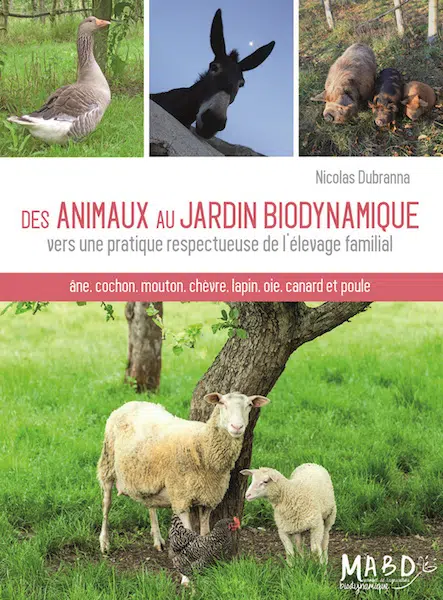 Nicolas Dubranna
DES ANIMAUX AU JARDIN BIODYNAMIQUE
vers une pratique respectueuse de l'élevage familial
âne, cochon, mouton, chèvre, lapin, oie, canard et poule
MABD
biodynamique